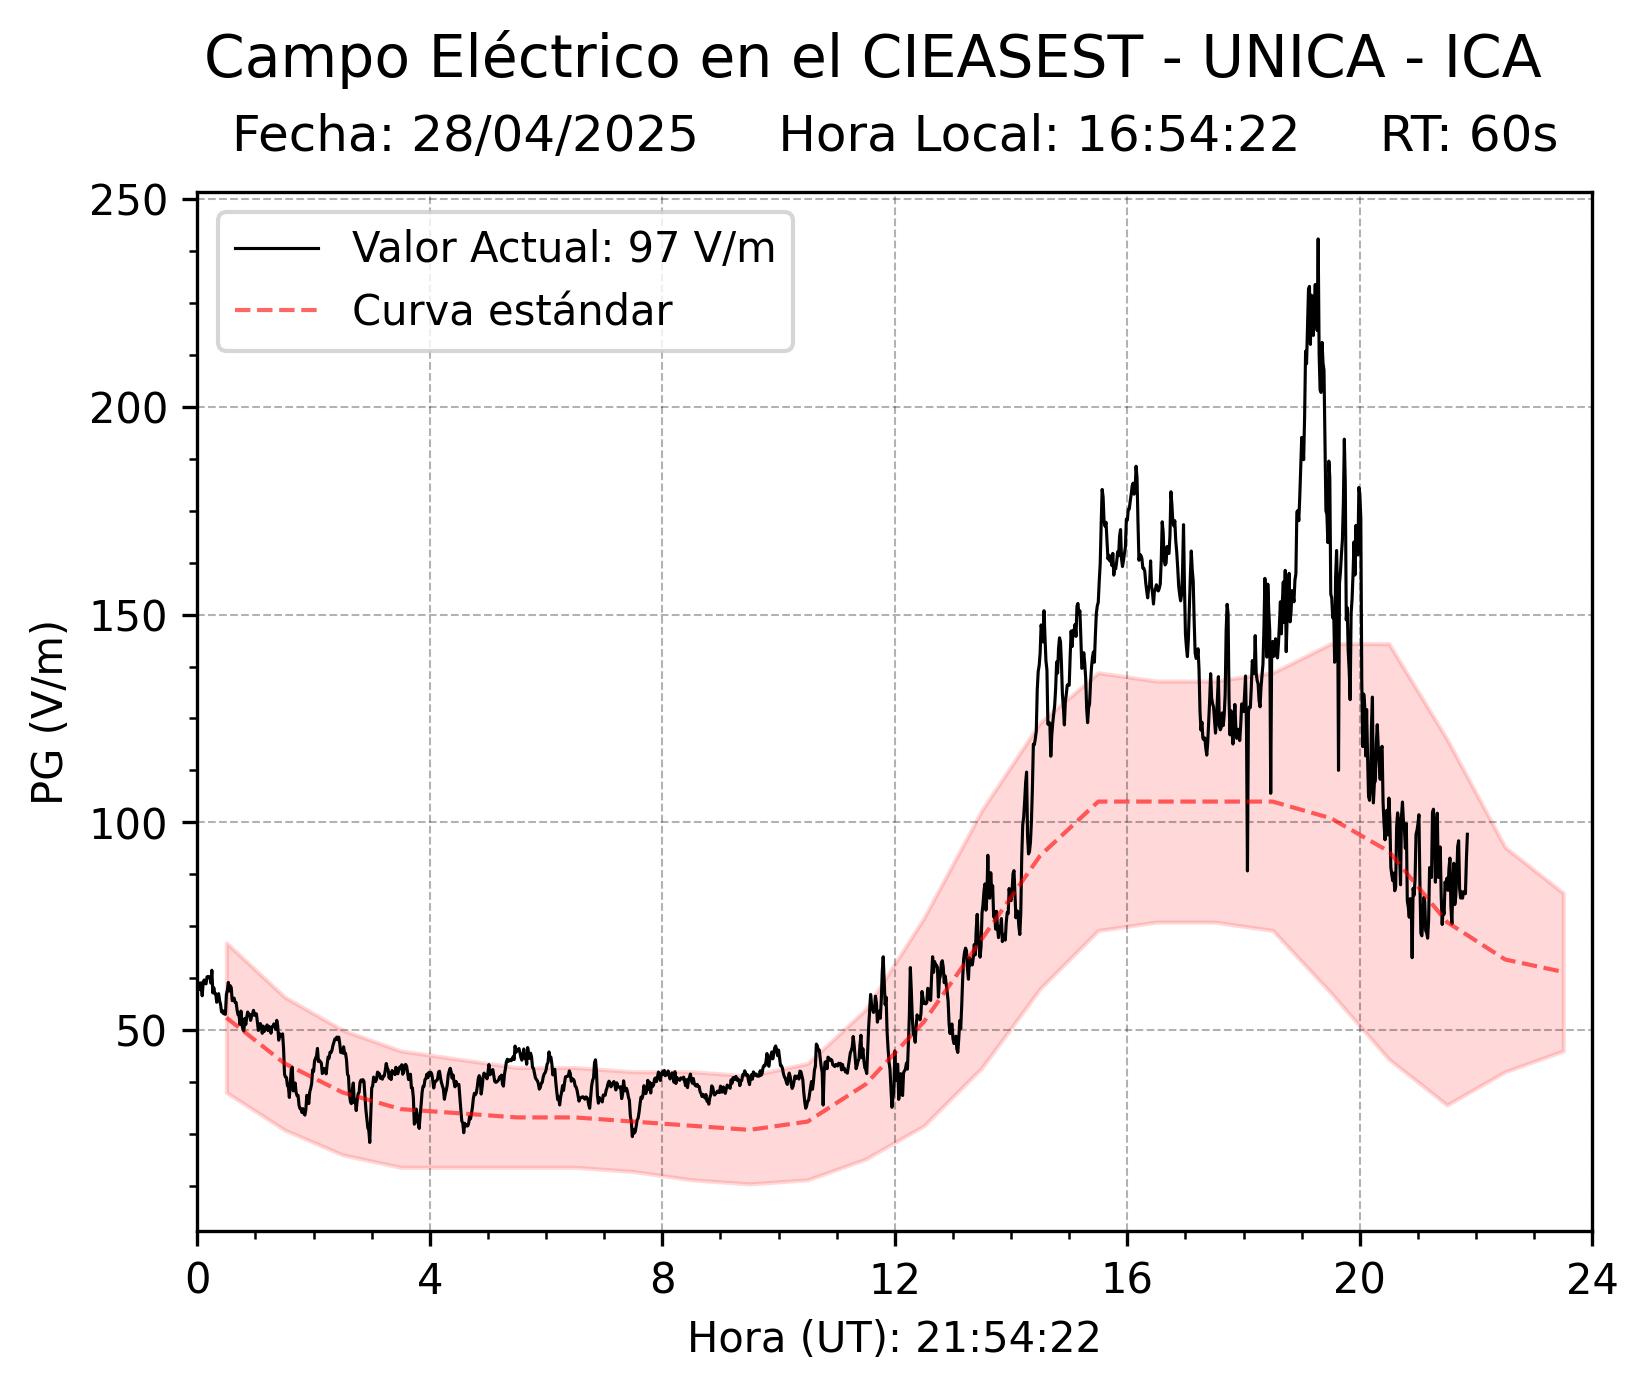 Campo Eléctrico en el CIEASEST - UNICA - ICA
Fecha: 28/04/2025 Hora Local: 16:54:22 RT: 60s
250
Valor Actual: 97 V/m
Curva estándar
200
150
PG (V/m)
100
50
0 4 8 12 16 20 24
Hora (UT): 21:54:22